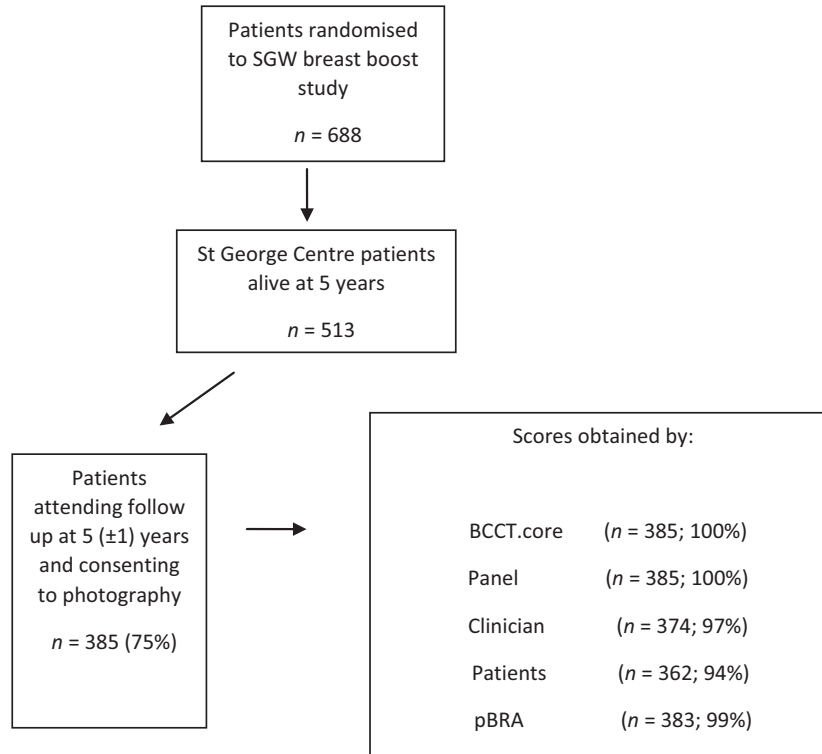 Patients randomised
to SGW breast boost
study
n = 688
St George Centre patients
alive at 5 years
n = 513
Patients
attending follow
up at 5 (±1) years
and consenting
to photography
n = 385 (75%)
Scores obtained by:
BCCT.core (n = 385; 100%)
Panel (n = 385; 100%)
Clinician (n = 374; 97%)
Patients (n = 362; 94%)
pBRA (n = 383; 99%)